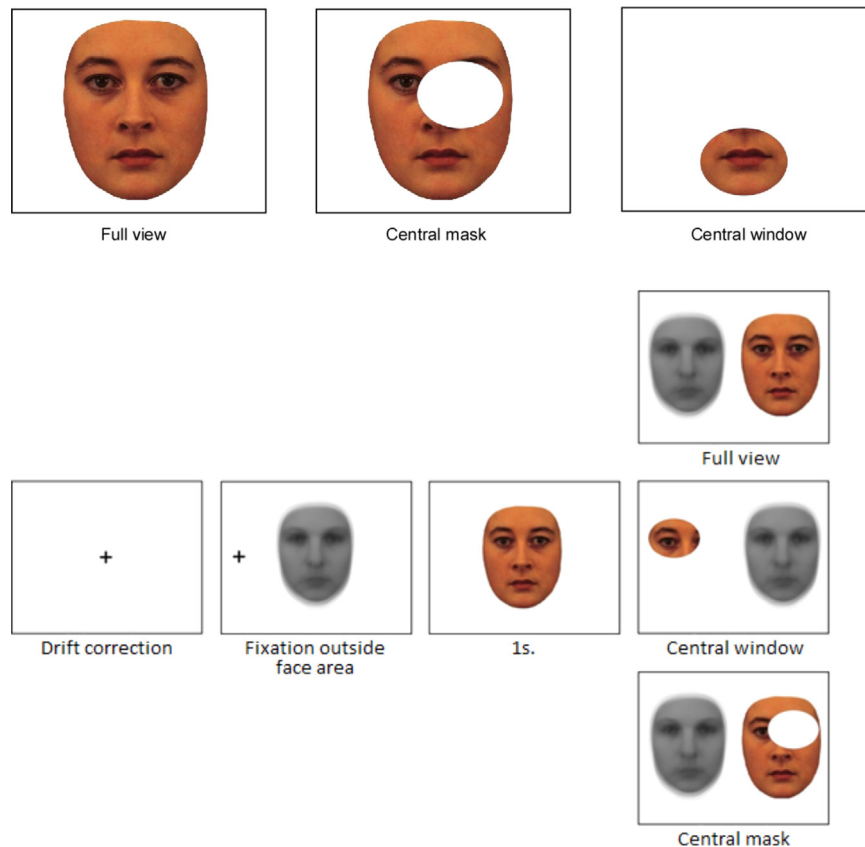 Full view
Central mask
Central window
Full view
Drift correction
Fixation outside
face area
1s.
Central window
Central mask